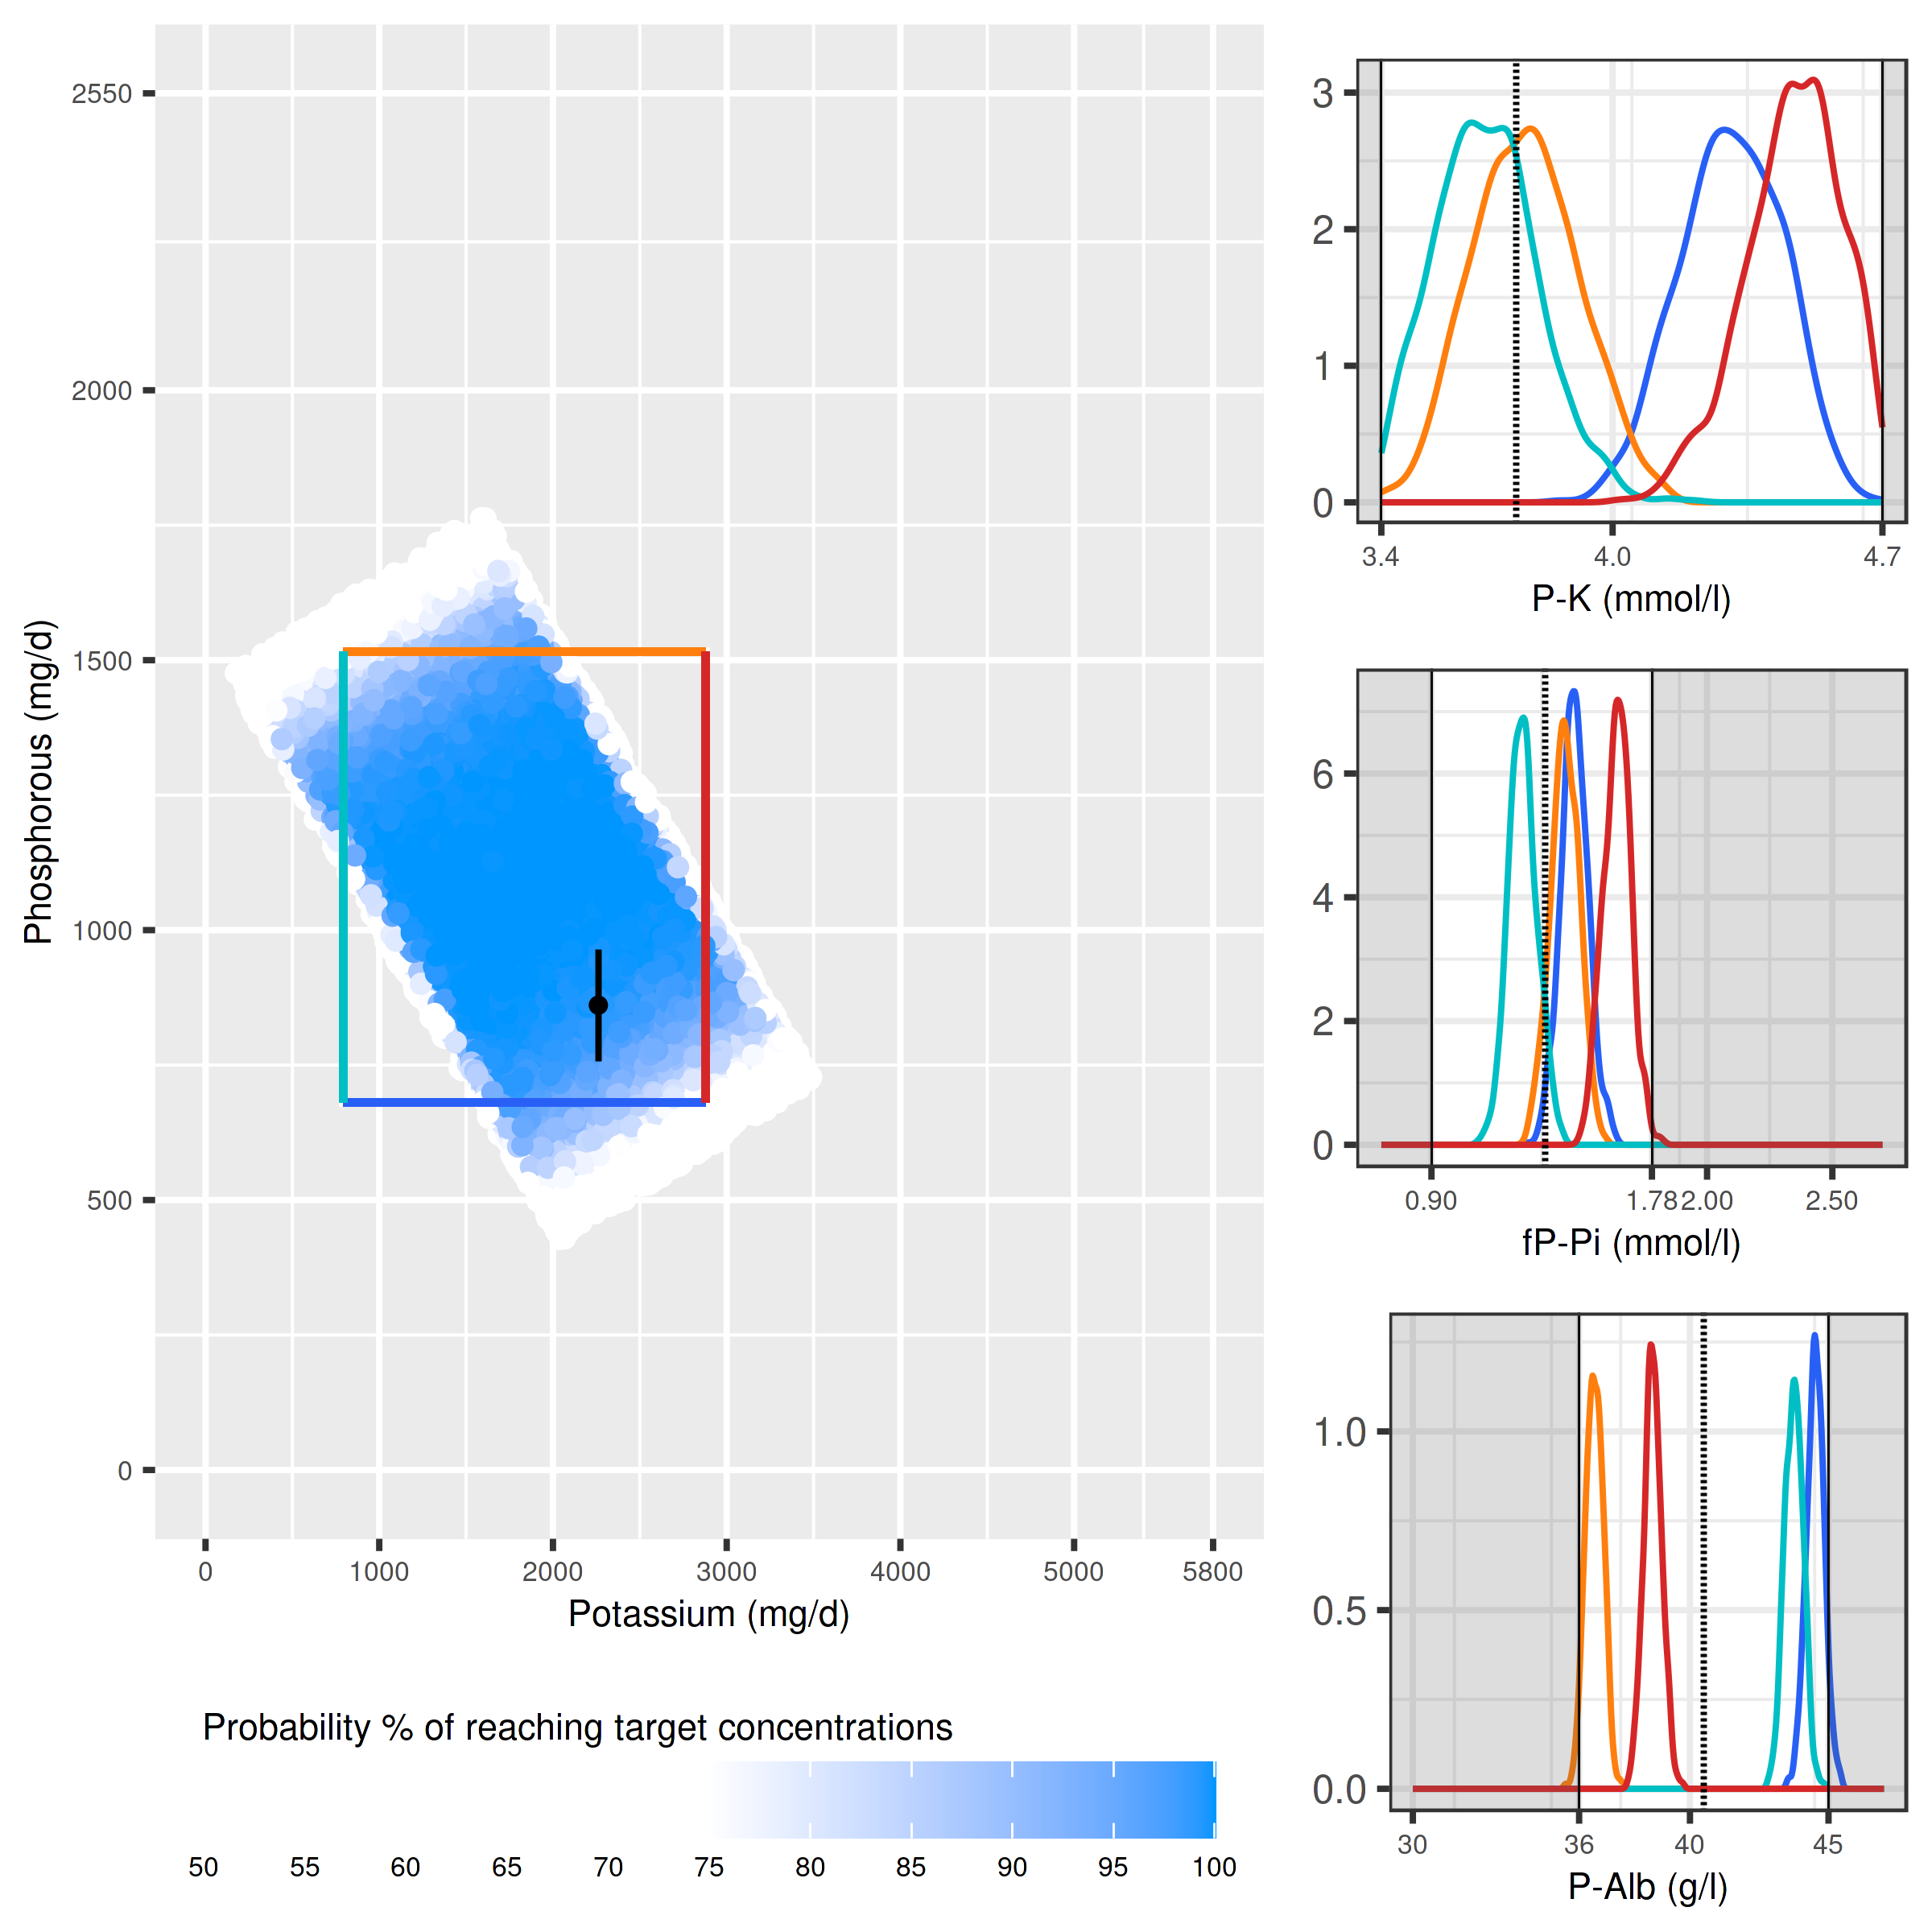 Phosphorous (mg/d)
2550
2000
1500
1000
500
0
0 1000 2000 3000 4000 5000 5800
Potassium (mg/d)
Probability % of reaching target concentrations
50 55 60 65 70 75 80 85 90 95 100
3
2
1
0
3.4 4.0 4.7
P-K (mmol/l)
6
4
2
0
0.90 1.78 2.00 2.50
fP-Pi (mmol/l)
1.0
0.5
0.0
30 36 40 45
P-Alb (g/l)